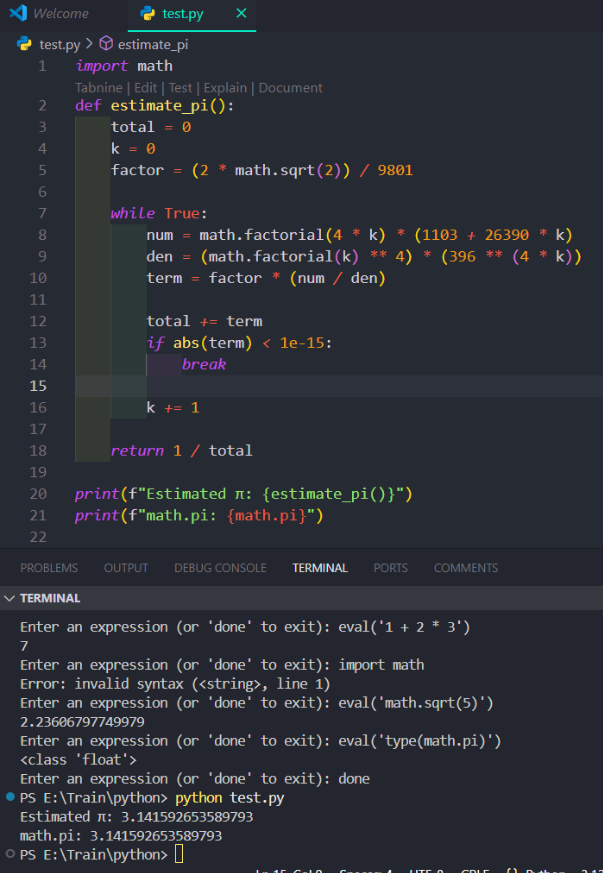 Welcome
test.py
test.py > estimate_pi
1 import math
Tabnine | Edit | Test | Explain | Document
2 def estimate_pi():
3     total = 0
4     k = 0
5     factor = (2 * math.sqrt(2)) / 9801
6
7     while True:
8         num = math.factorial(4 * k) * (1103 + 26390 * k)
9         den = (math.factorial(k) ** 4) * (396 ** (4 * k))
10         term = factor * (num / den)
11
12         total += term
13         if abs(term) < 1e-15:
14             break
15
16         k += 1
17
18     return 1 / total
19
20 print(f"Estimated π: {estimate_pi()}")
21 print(f"math.pi: {math.pi}")
22
PROBLEMS OUTPUT DEBUG CONSOLE TERMINAL PORTS COMMENTS
TERMINAL
Enter an expression (or 'done' to exit): eval('1 + 2 * 3')
7
Enter an expression (or 'done' to exit): import math
Error: invalid syntax (<string>, line 1)
Enter an expression (or 'done' to exit): eval('math.sqrt(5)')
2.23606797749979
Enter an expression (or 'done' to exit): eval('type(math.pi)')
<class 'float'>
Enter an expression (or 'done' to exit): done
PS E:\Train\python> python test.py
Estimated π: 3.141592653589793
math.pi: 3.141592653589793
PS E:\Train\python>